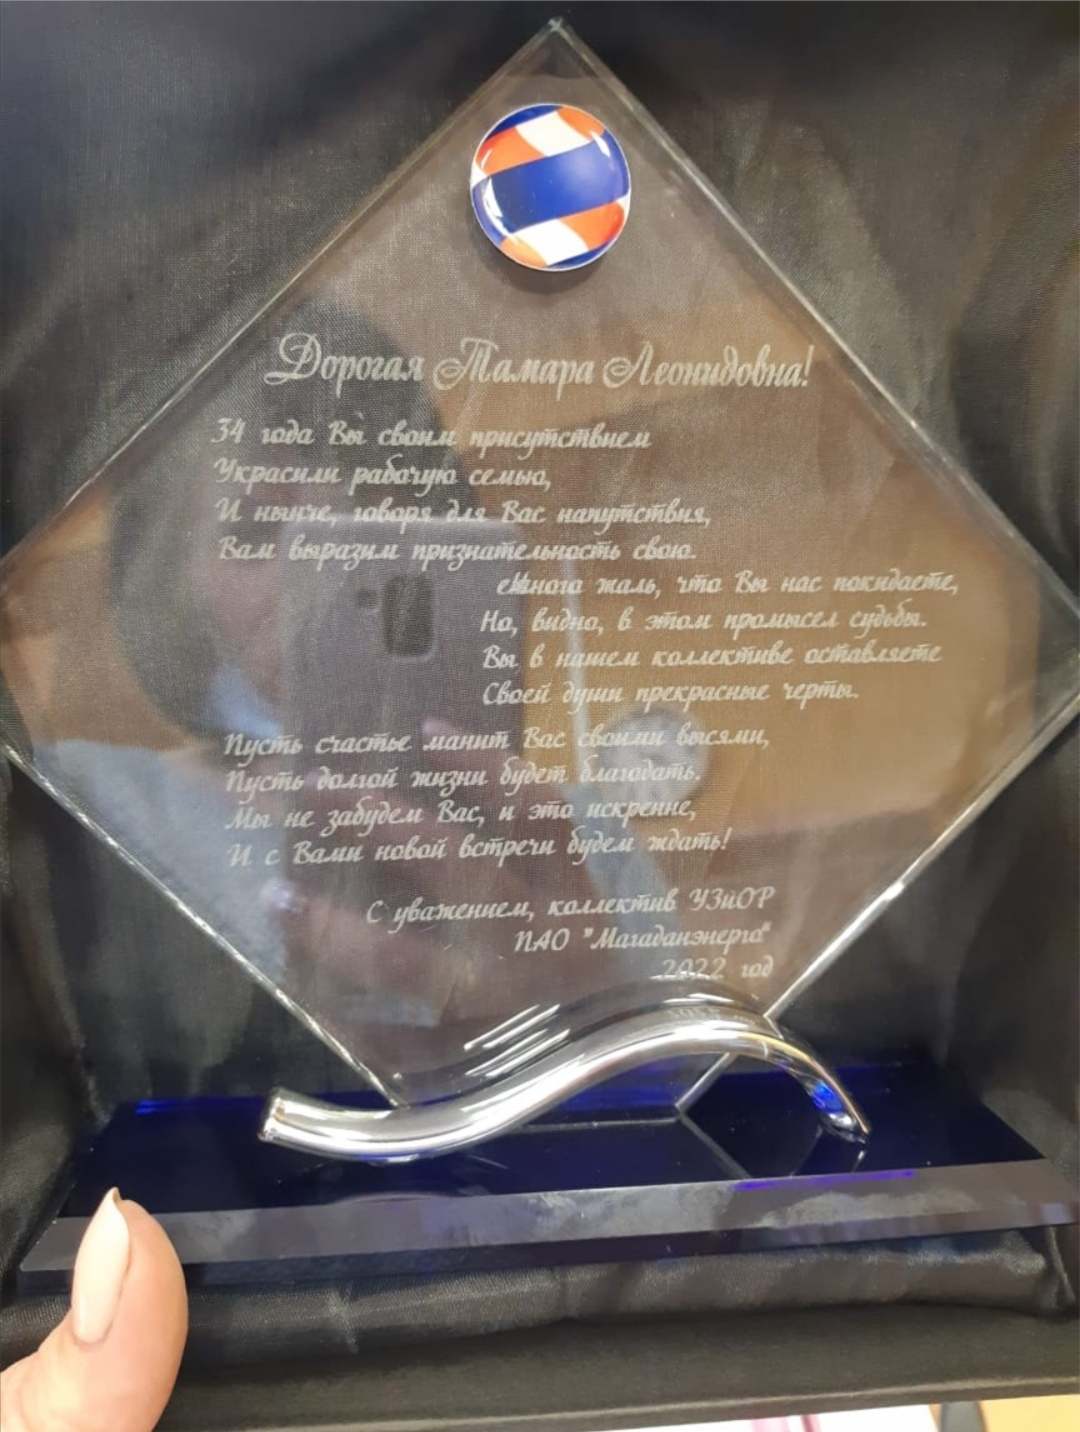 Дорогая Тамара Леонидовна!
34 года Вы своим присутствием
Украсили рабочую семью,
И нынче, говоря для Вас напутствия,
Вам выразим признательность свою.
Много жаль, что Вы нас покидаете,
Но, видно, в этом промысел судьбы.
Вы в нашем коллективе оставляете
Своей души прекрасные черты.
Пусть счастье манит Вас своими высями,
Пусть долгой жизни будет благодать.
Мы не забудем Вас, и это искренне,
И с Вами новой встречи будем ждать!
С уважением, коллектив УЗиОР
ПАО "Магаданэнерго"
2022 год